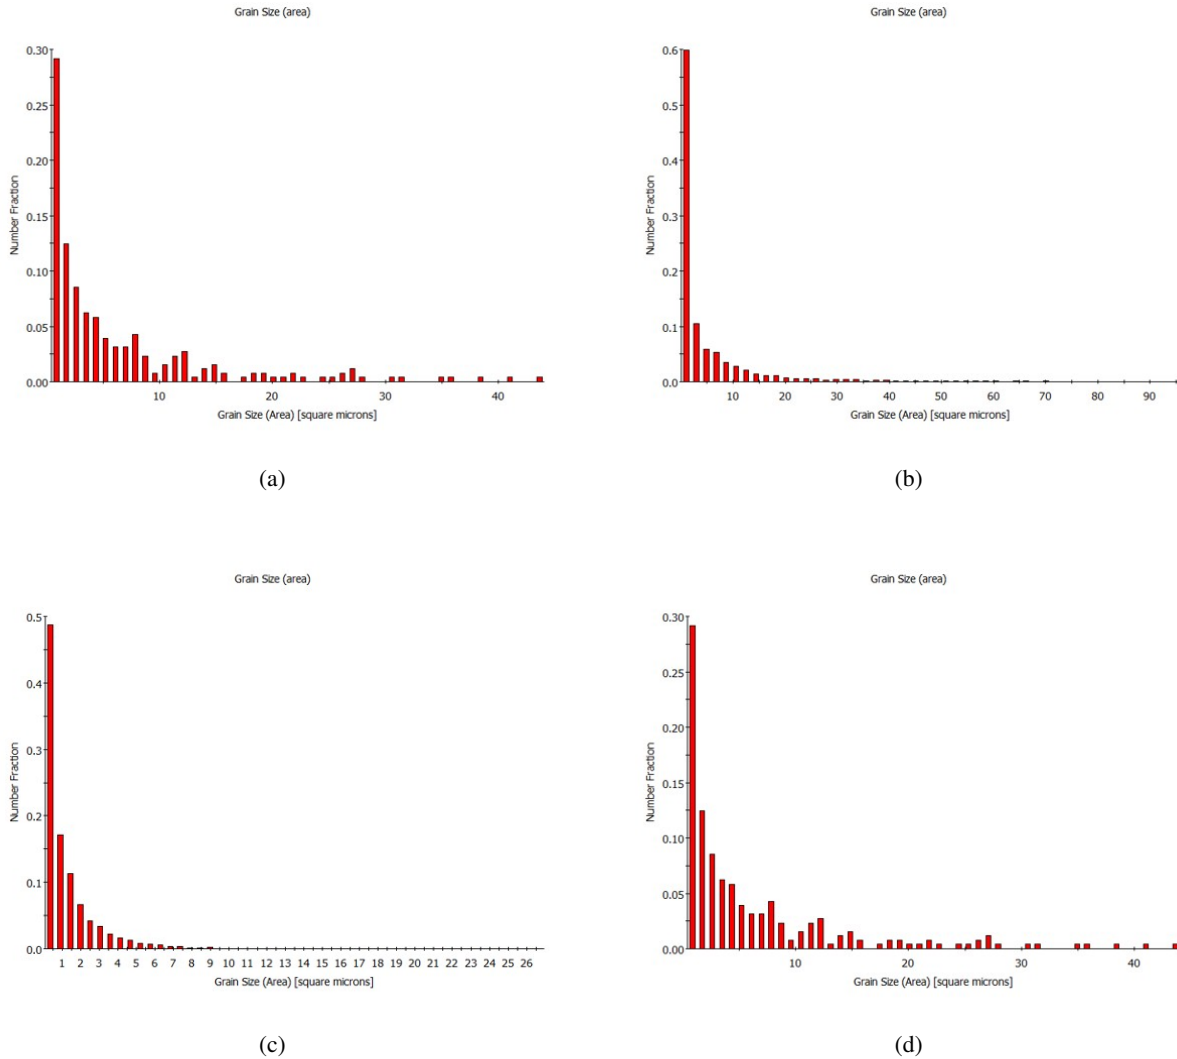 Grain Size (area)
0.30
0.25
0.20
0.15
0.10
0.05
0.00
Number Fraction
10 20 30 40
Grain Size (Area) [square microns]
(a)
Grain Size (area)
0.6
0.5
0.4
0.3
0.2
0.1
0.0
Number Fraction
10 20 30 40 50 60 70 80 90
Grain Size (Area) [square microns]
(b)
Grain Size (area)
0.5
0.4
0.3
0.2
0.1
0.0
Number Fraction
1 2 3 4 5 6 7 8 9 10 11 12 13 14 15 16 17 18 19 20 21 22 23 24 25 26
Grain Size (Area) [square microns]
(c)
Grain Size (area)
0.30
0.25
0.20
0.15
0.10
0.05
0.00
Number Fraction
10 20 30 40
Grain Size (Area) [square microns]
(d)